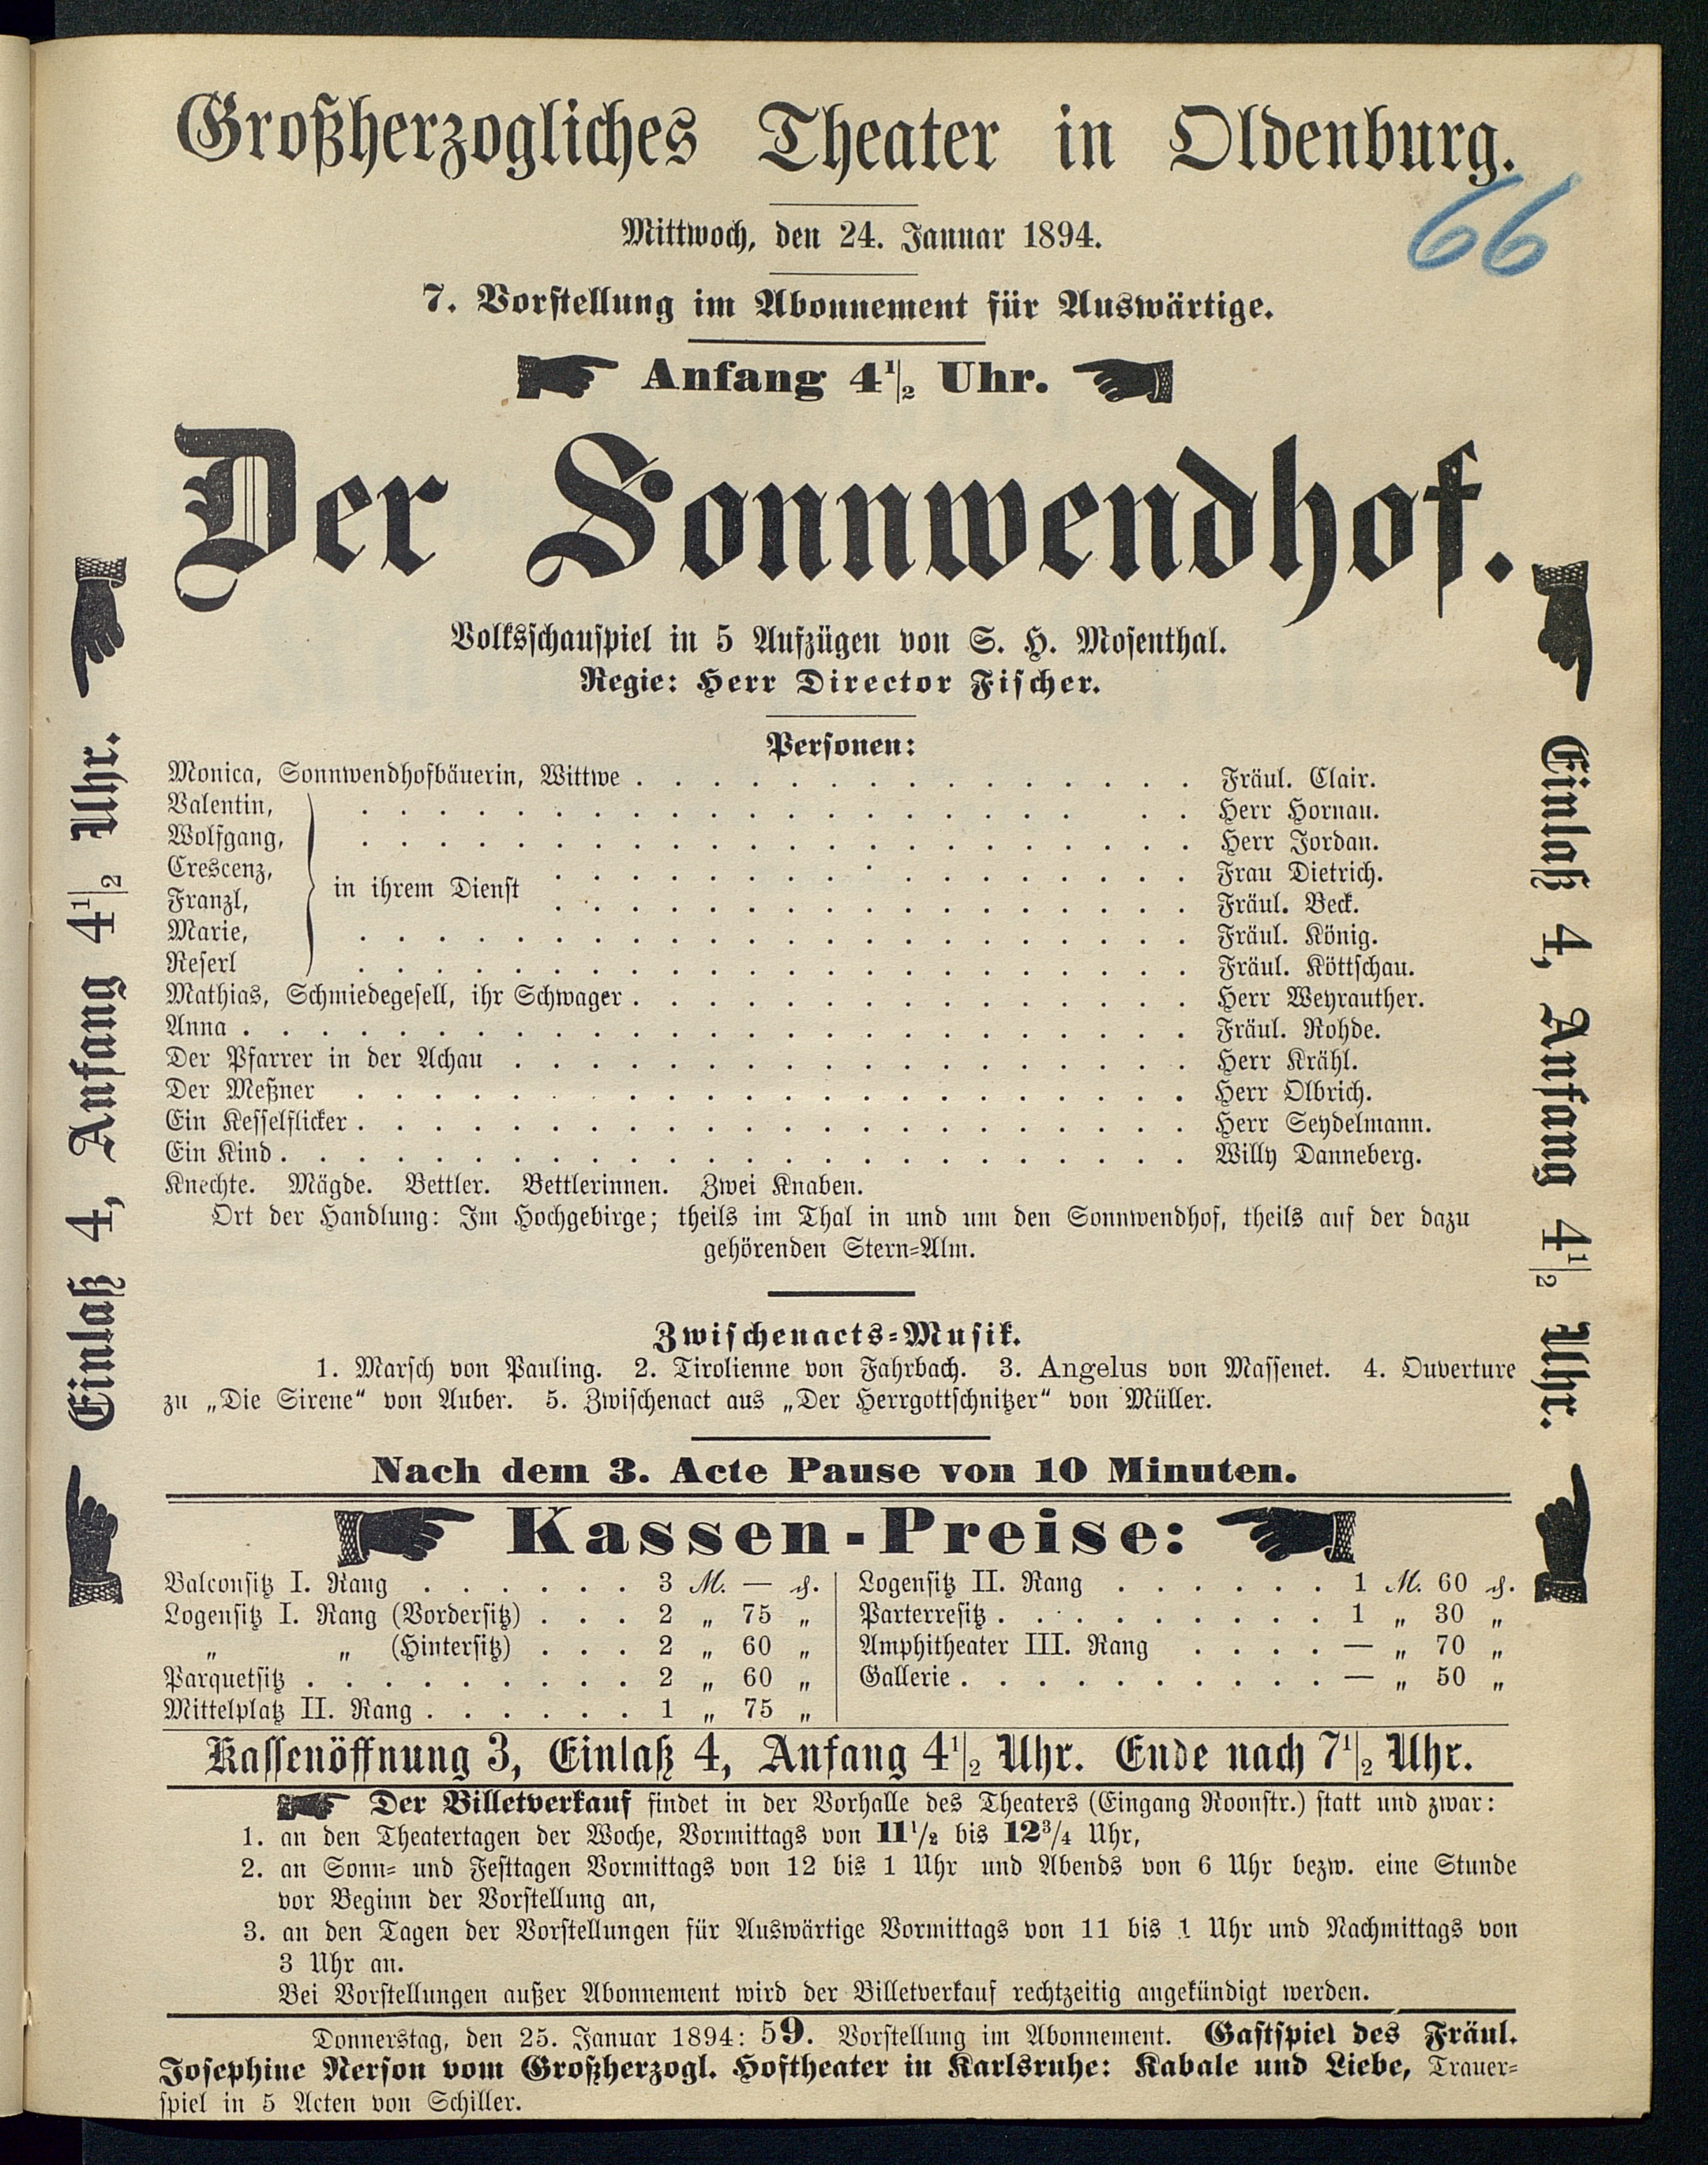 Großherzogliches Theater in Oldenburg.
66
Mittwoch, den 24. Januar 1894.
7. Vorstellung im Abonnement für Auswärtige.
Anfang 4 1/2 Uhr.
Der Sonnwendhof.
Volksschauspiel in 5 Aufzügen von S. H. Mosenthal.
Regie: Herr Director Fischer.
Personen:
Monica, Sonnwendhofbäuerin, Wittwe . . . . . . . . . . . . . . . Fräul. Clair.
Valentin, . . . . . . . . . . . . . . . Herr Hornau.
Wolfgang, . . . . . . . . . . . . . . . Herr Jordan.
Crescenz, . . . . . . . . . . . . . . . Frau Dietrich.
in ihrem Dienst
Franzl, . . . . . . . . . . . . . . . Fräul. Beck.
Marie, . . . . . . . . . . . . . . . Fräul. König.
Reserl . . . . . . . . . . . . . . . Fräul. Köttschau.
Mathias, Schmiedegesell, ihr Schwager . . . . . . . . . . . . . . . Herr Weyrauther.
Anna . . . . . . . . . . . . . . . Fräul. Rohde.
Der Pfarrer in der Achau . . . . . . . . . . . . . . . Herr Krähl.
Der Meßner . . . . . . . . . . . . . . . Herr Olbrich.
Ein Kesselflicker . . . . . . . . . . . . . . . Herr Seydelmann.
Ein Kind . . . . . . . . . . . . . . . Willy Danneberg.
Knechte. Mägde. Bettler. Bettlerinnen. Zwei Knaben.
Ort der Handlung: Im Hochgebirge; theils im Thal in und um den Sonnwendhof, theils auf der dazu
gehörenden Stern-Alm.
Zwischenacts-Musik.
1. Marsch von Pauling. 2. Tirolienne von Fahrbach. 3. Angelus von Massenet. 4. Ouverture
zu „Die Sirene“ von Auber. 5. Zwischenact aus „Der Herrgottschnitzer“ von Müller.
Nach dem 3. Acte Pause von 10 Minuten.
Kassen-Preise:
Balconsitz I. Rang . . . . . . 3 M. — ₰.
Logensitz I. Rang (Vordersitz) . . . 2 „ 75 „
„ „ (Hintersitz) . . . 2 „ 60 „
Parquetsitz . . . . . . . . . 2 „ 60 „
Mittelplatz II. Rang . . . . . . 1 „ 75 „
Logensitz II. Rang . . . . . . 1 M. 60 ₰.
Parterresitz . . . . . . . . . 1 „ 30 „
Amphitheater III. Rang . . . . — „ 70 „
Gallerie . . . . . . . . . . — „ 50 „
Kassenöffnung 3, Einlaß 4, Anfang 4 1/2 Uhr. Ende nach 7 1/2 Uhr.
Der Billetverkauf findet in der Vorhalle des Theaters (Eingang Roonstr.) statt und zwar:
1. an den Theatertagen der Woche, Vormittags von 11 1/2 bis 12 3/4 Uhr,
2. an Sonn- und Festtagen Vormittags von 12 bis 1 Uhr und Abends von 6 Uhr bezw. eine Stunde
vor Beginn der Vorstellung an,
3. an den Tagen der Vorstellungen für Auswärtige Vormittags von 11 bis 1 Uhr und Nachmittags von
3 Uhr an.
Bei Vorstellungen außer Abonnement wird der Billetverkauf rechtzeitig angekündigt werden.
Donnerstag, den 25. Januar 1894: 59. Vorstellung im Abonnement. Gastspiel des Fräul.
Josephine Nerson vom Großherzogl. Hoftheater in Karlsruhe: Kabale und Liebe, Trauer-
spiel in 5 Acten von Schiller.
Einlaß 4, Anfang 4 1/2 Uhr.
Einlaß 4, Anfang 4 1/2 Uhr.